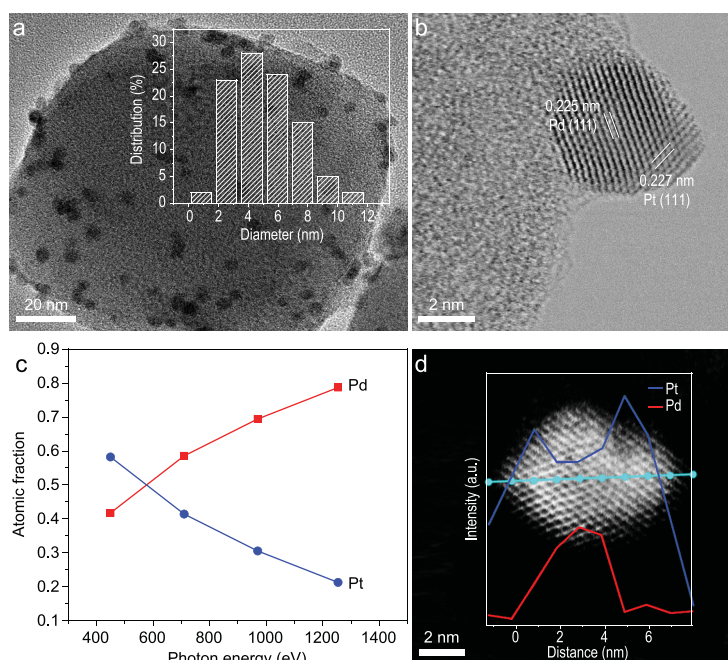 a
30
25
20
15
10
5
0
Distribution (%)
0 2 4 6 8 10 12
Diameter (nm)
20 nm
b
0.225 nm
Pd (111)
0.227 nm
Pt (111)
2 nm
c
0.9
0.8
0.7
0.6
0.5
0.4
0.3
0.2
0.1
Atomic fraction
Pd
Pt
400 600 800 1000 1200 1400
Photon energy (eV)
d
Pt
Pd
Intensity (a.u.)
0 2 4 6
Distance (nm)
2 nm